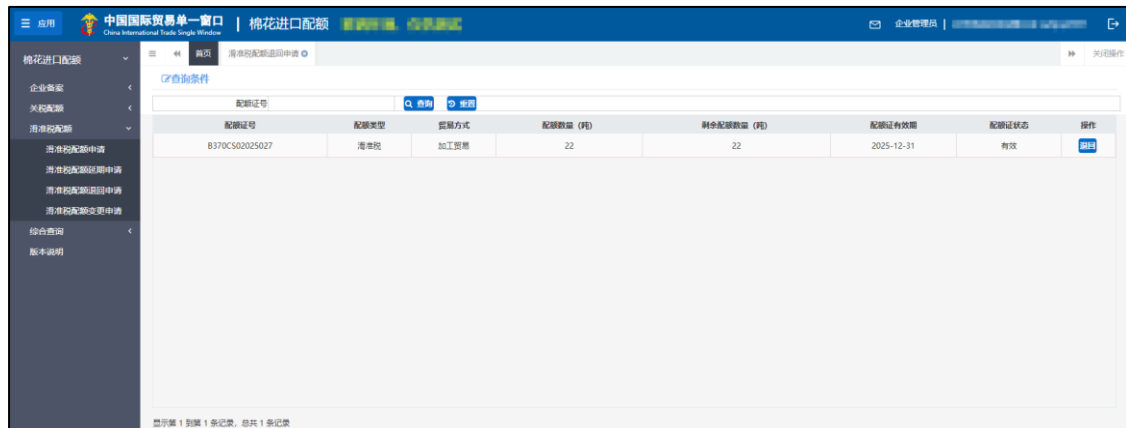 应用
中国国际贸易单一窗口 | 棉花进口配额
China International Trade Single Window
企业管理员 |
棉花进口配额
首页 滑准税配额退回申请 关闭操作
查询条件
企业备案
关税配额
滑准税配额
滑准税配额申请
滑准税配额延期申请
滑准税配额退回申请
滑准税配额变更申请
综合查询
版本说明
配额证号 查询 重置
配额证号 配额类型 贸易方式 配额数量 (吨) 剩余配额数量 (吨) 配额证有效期 配额证状态 操作
B370CS02025027 滑准税 加工贸易 22 22 2025-12-31 有效 退回
显示第 1 到第 1 条记录，总共 1 条记录